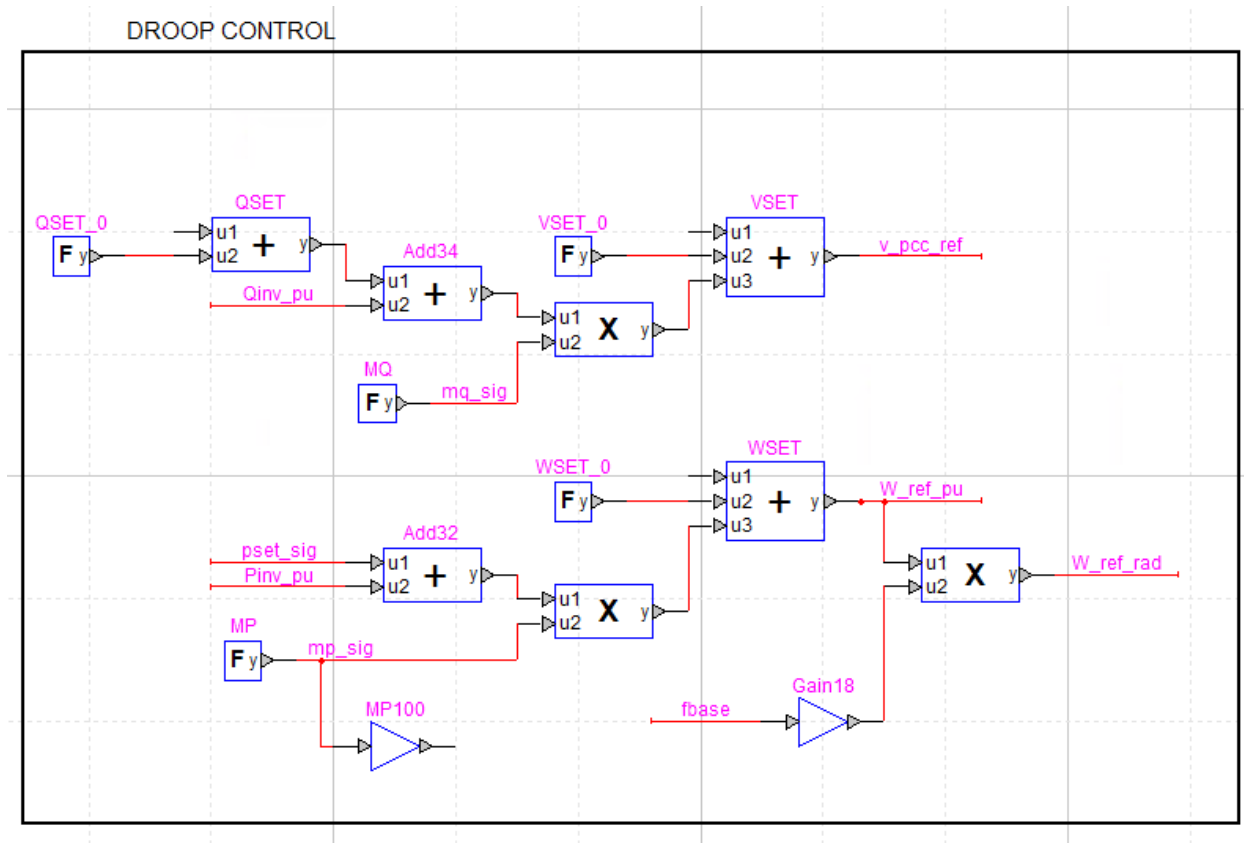 DROOP CONTROL
QSET_0
F y
QSET
u1
u2
+
y
Qinv_pu
Add34
u1
u2
+
y
MQ
F y
mq_sig
u1
u2
X
y
VSET_0
F y
VSET
u1
u2
u3
+
y
v_pcc_ref
pset_sig
Pinv_pu
Add32
u1
u2
+
y
MP
F y
mp_sig
MP100
u1
u2
X
y
WSET_0
F y
WSET
u1
u2
u3
+
y
W_ref_pu
fbase
Gain18
u1
u2
X
y
W_ref_rad